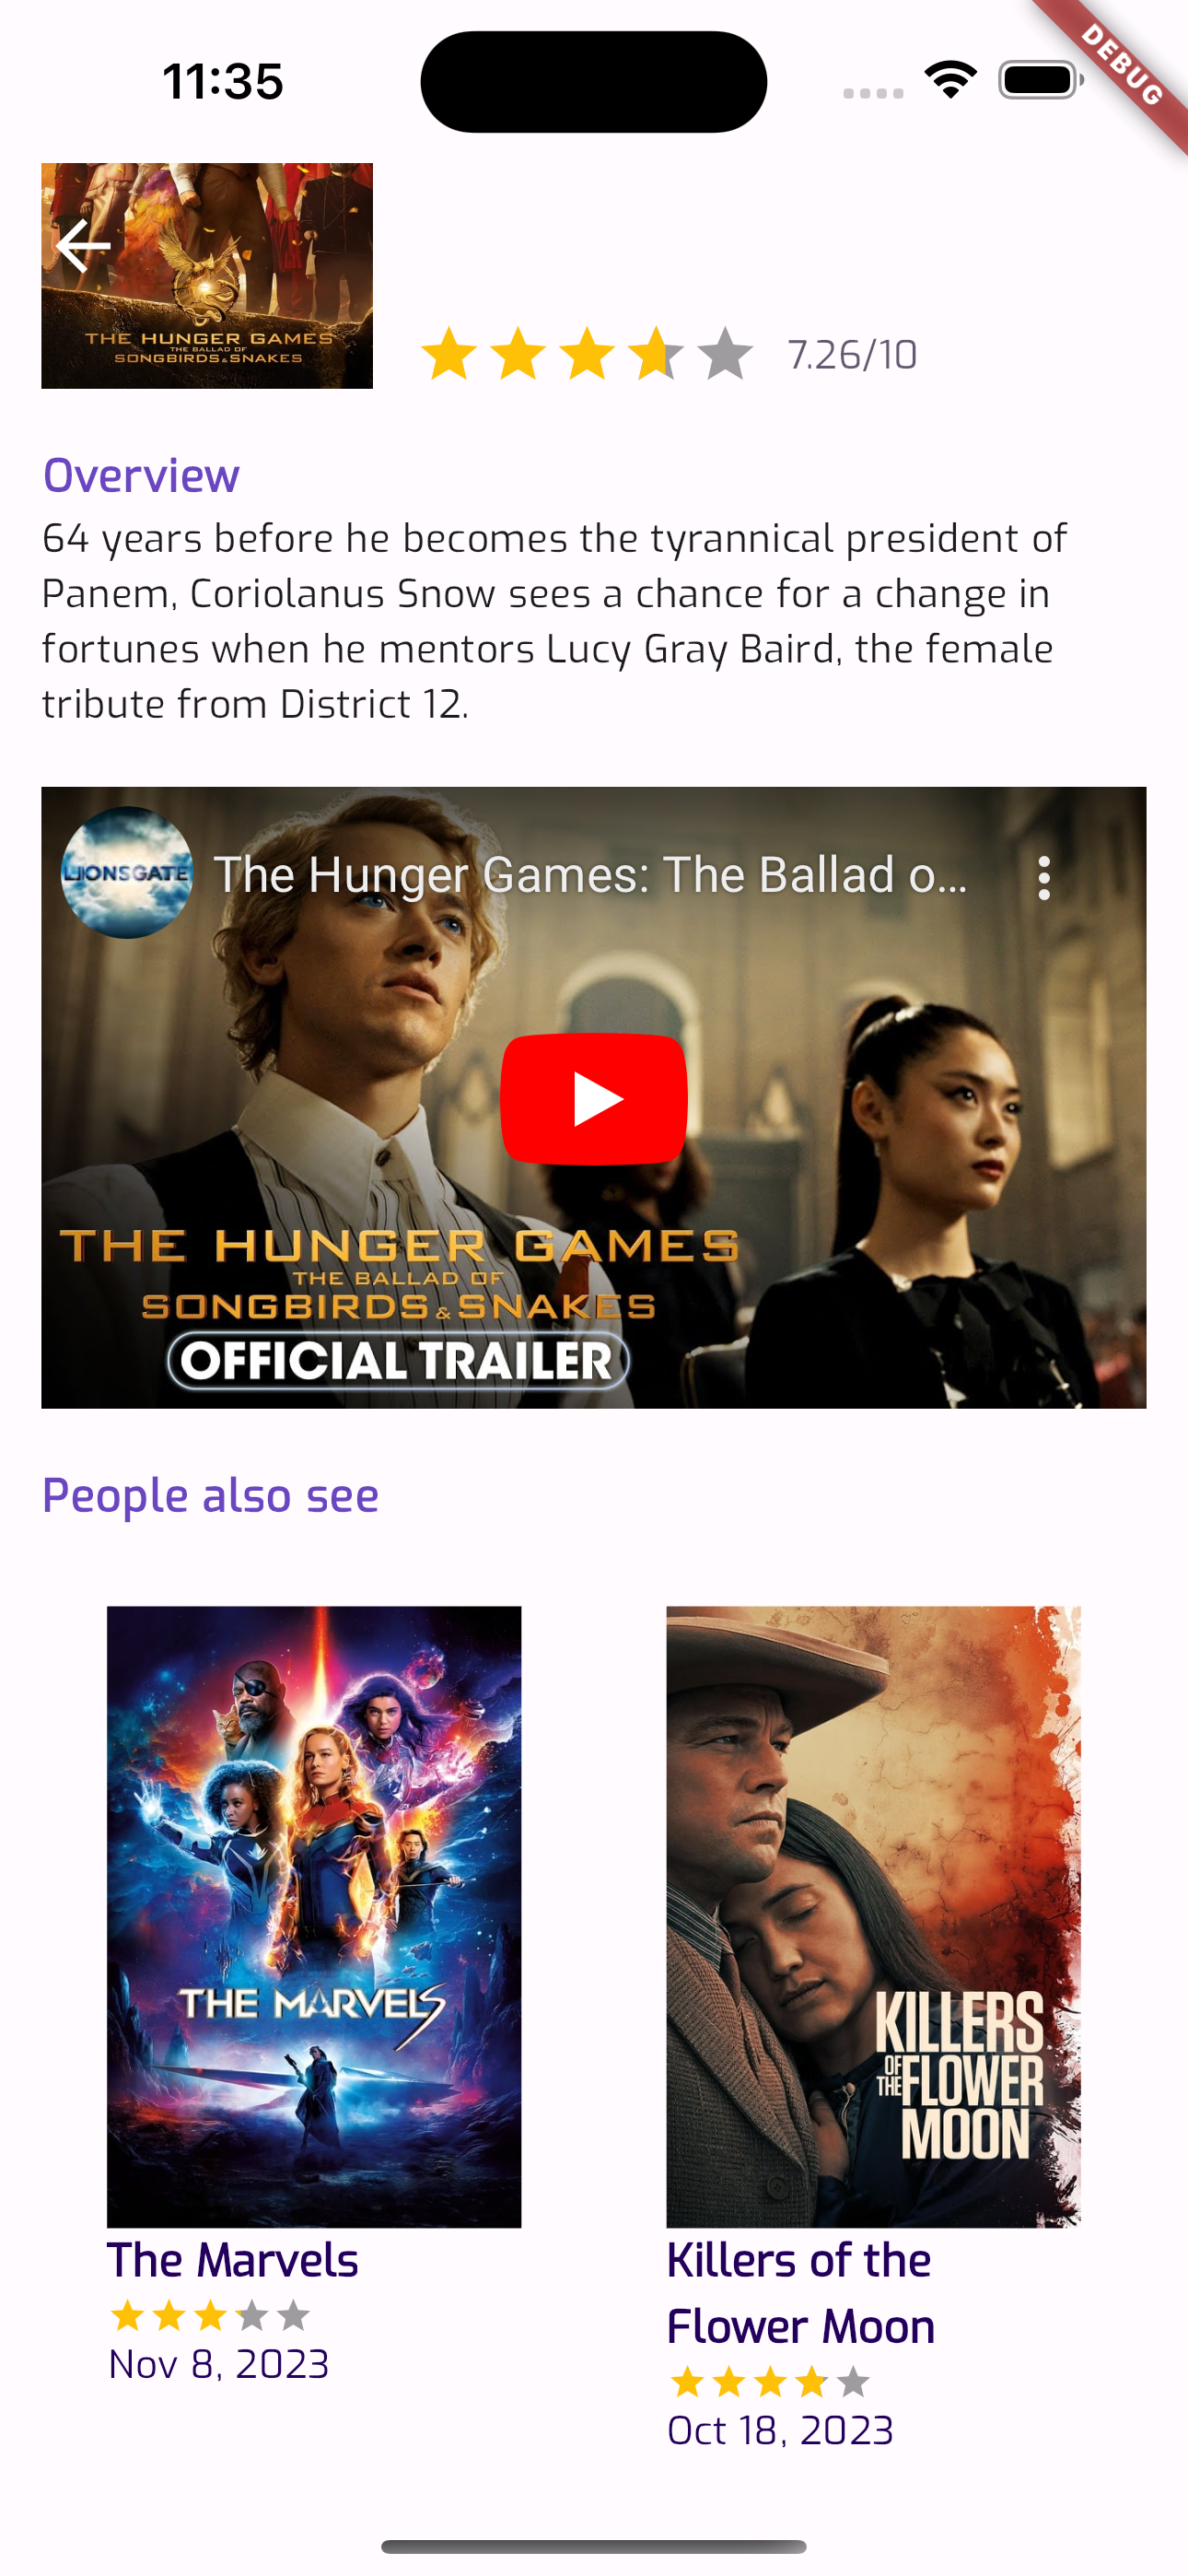 11:35
DEBUG
THE HUNGER GAMES
THE BALLAD OF
SONGBIRDS & SNAKES
7.26/10
Overview
64 years before he becomes the tyrannical president of
Panem, Coriolanus Snow sees a chance for a change in
fortunes when he mentors Lucy Gray Baird, the female
tribute from District 12.
LIONSGATE
The Hunger Games: The Ballad o...
THE HUNGER GAMES
THE BALLAD OF
SONGBIRDS & SNAKES
OFFICIAL TRAILER
People also see
THE MARVELS
KILLERS
OF THE FLOWER
MOON
The Marvels
Nov 8, 2023
Killers of the
Flower Moon
Oct 18, 2023